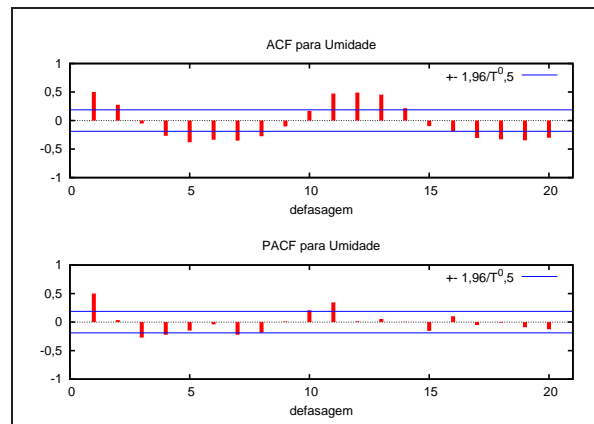 ACF para Umidade
+- 1,96/T^0,5
1
0,5
0
-0,5
-1
0 5 10 15 20
defasagem
PACF para Umidade
+- 1,96/T^0,5
1
0,5
0
-0,5
-1
0 5 10 15 20
defasagem